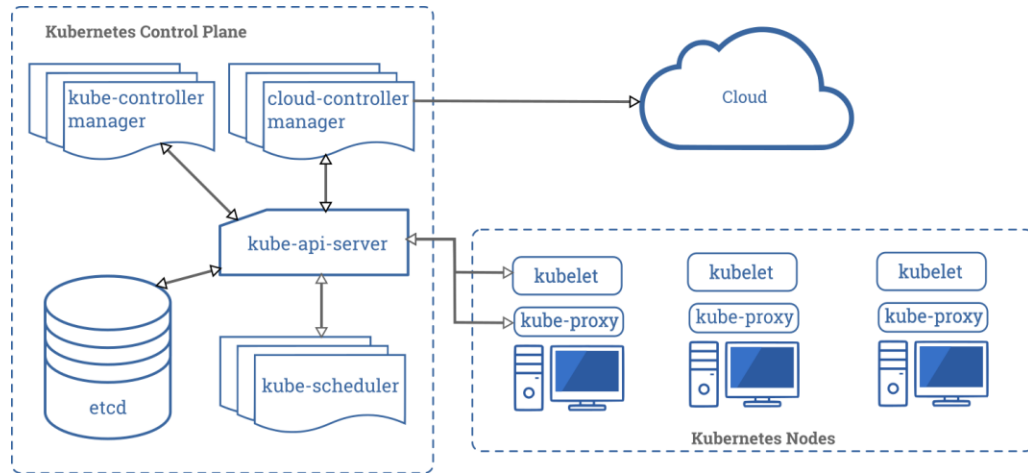 Kubernetes Control Plane
kube-controller
manager
cloud-controller
manager
Cloud
kube-api-server
kubelet
kubelet
kubelet
kube-proxy
kube-proxy
kube-proxy
etcd
kube-scheduler
Kubernetes Nodes